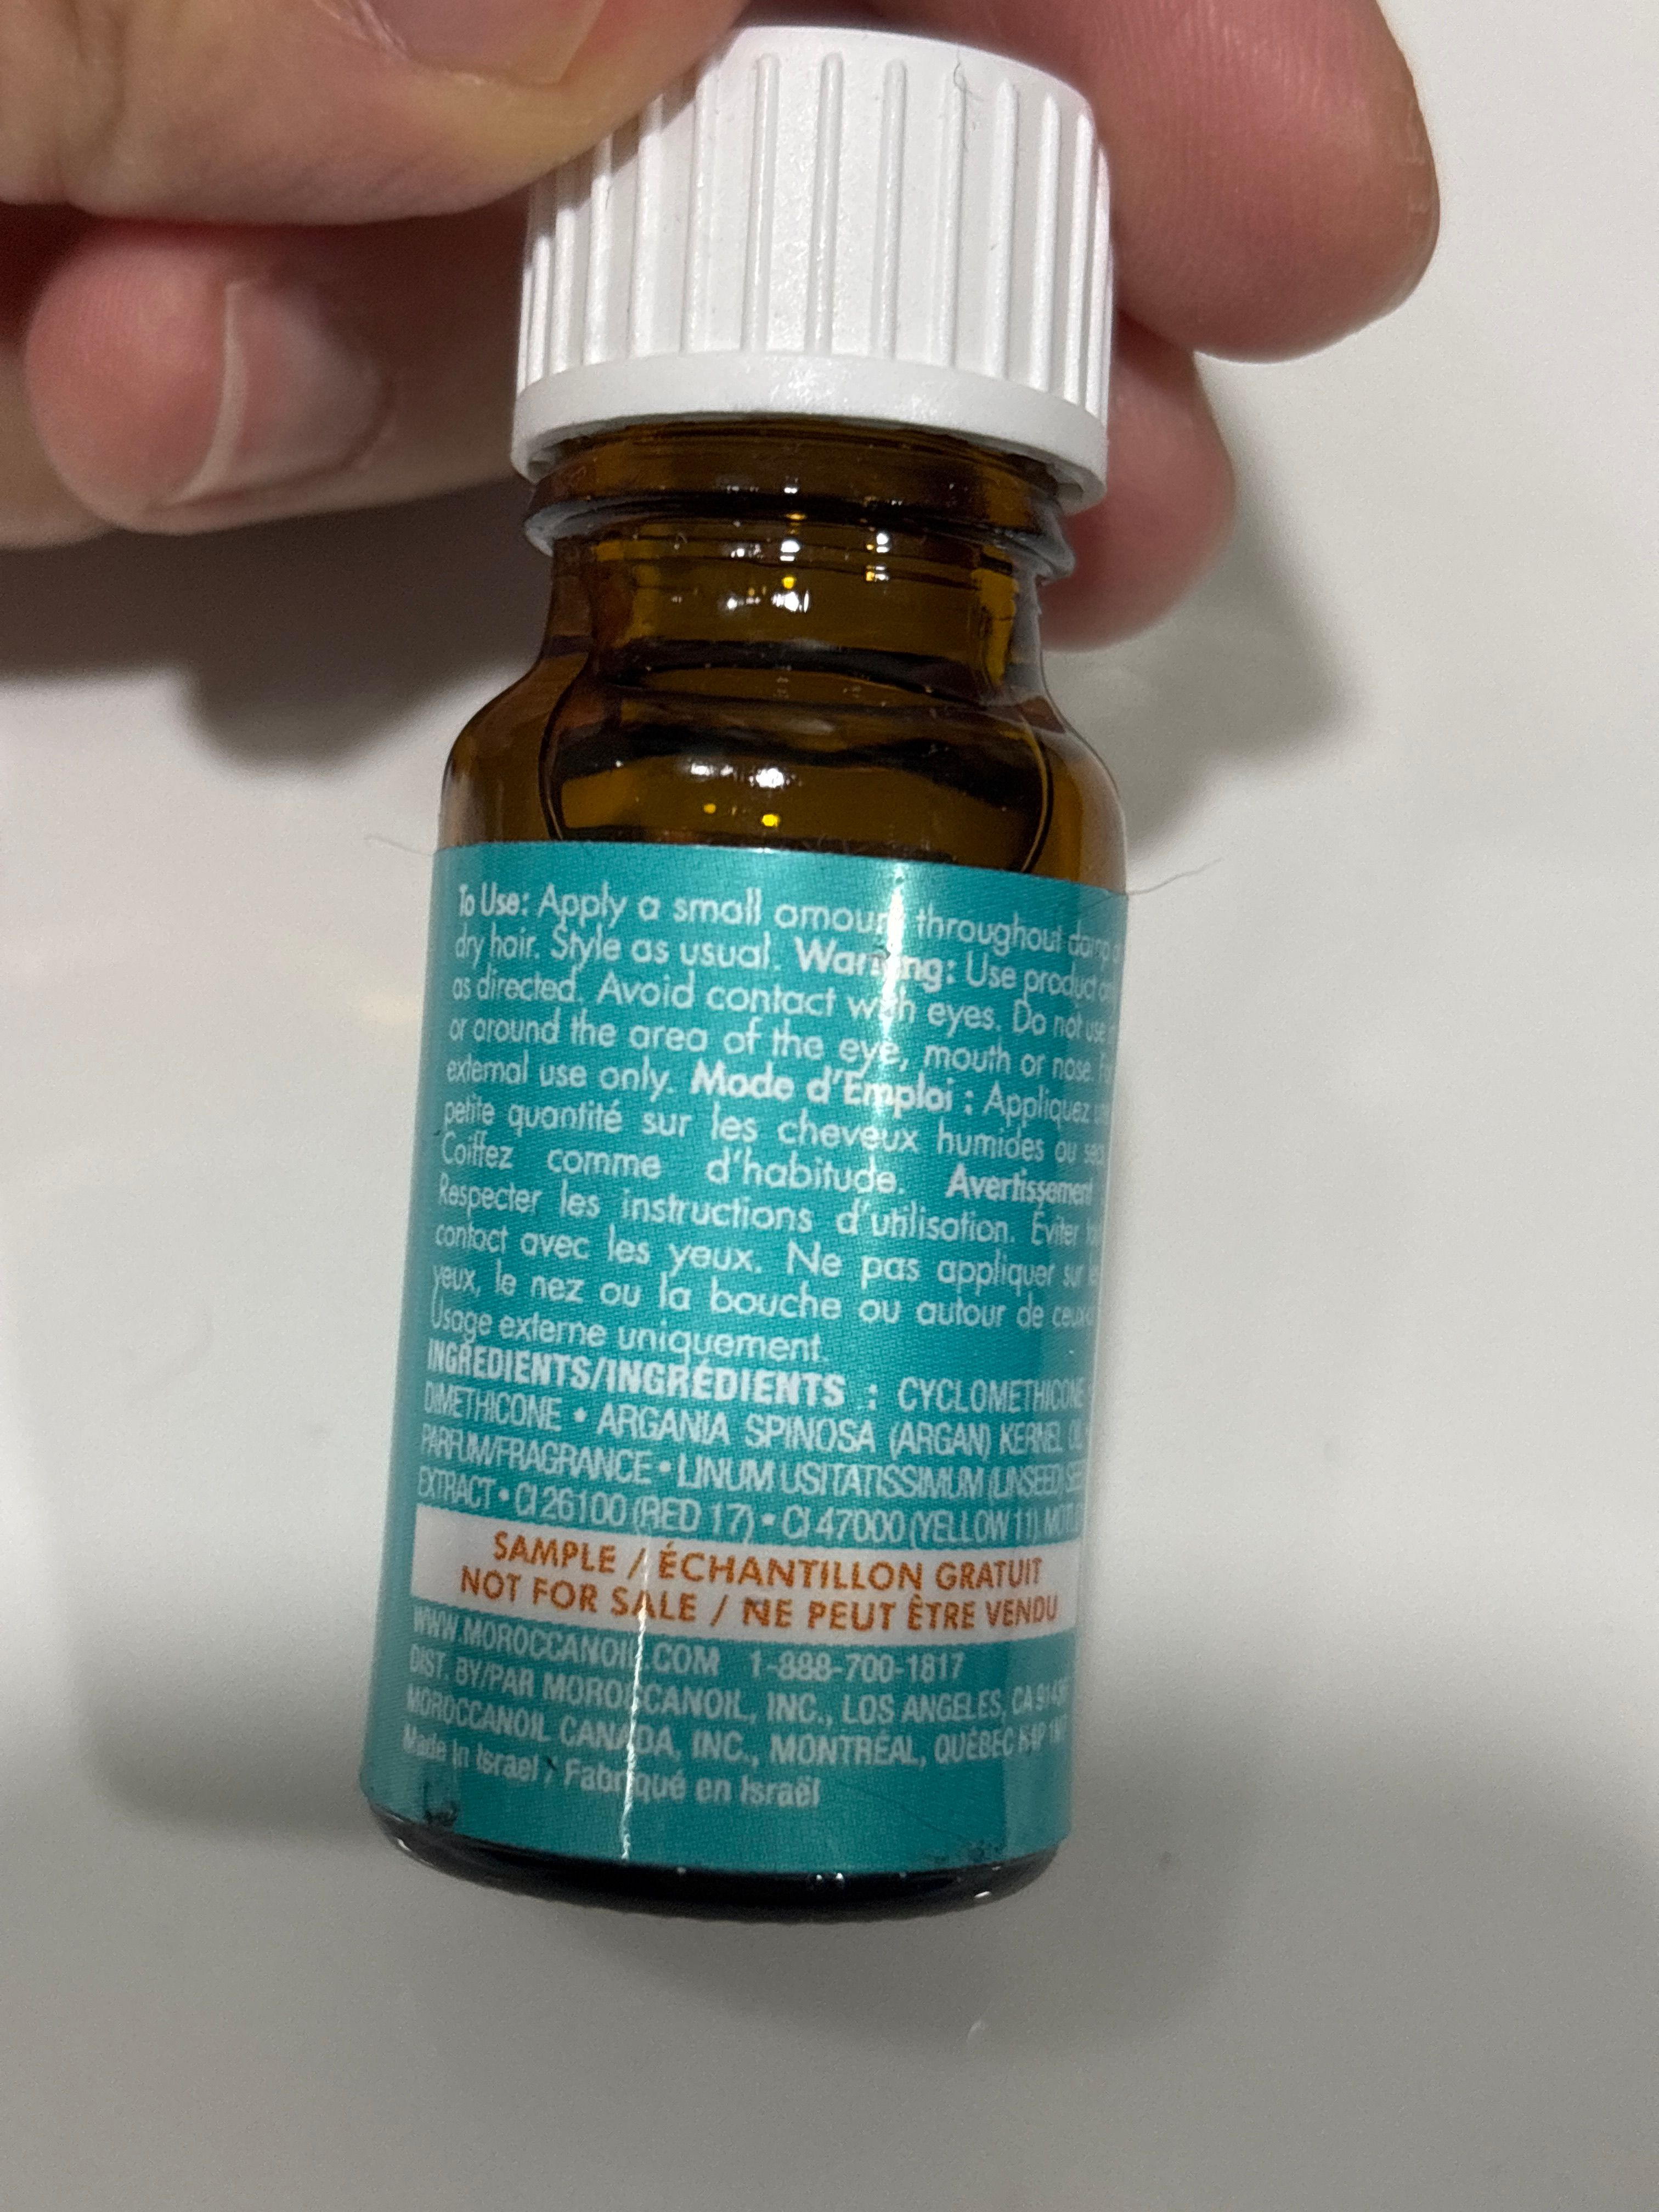 To Use: Apply a small amount throughout damp
dry hair. Style as usual. Warning: Use product
as directed. Avoid contact with eyes. Do not use
or around the area of the eye, mouth or nose.
external use only. Mode d'Emploi : Appliquez
petite quantité sur les cheveux humides ou
Coiffez comme d'habitude. Avertissement
Respecter les instructions d'utilisation. Éviter
contact avec les yeux. Ne pas appliquer sur
yeux, le nez ou la bouche ou autour de
Usage externe uniquement.
INGREDIENTS/INGRÉDIENTS : CYCLOMETHICONE
DIMETHICONE • ARGANIA SPINOSA (ARGAN) KERNEL
PARFUM/FRAGRANCE • LINUM USITATISSIMUM (LINSEED)
EXTRACT • CI 26100 (RED 17) • CI 47000 (YELLOW 11)
SAMPLE / ÉCHANTILLON GRATUIT
NOT FOR SALE / NE PEUT ÊTRE VENDU
WWW.MOROCCANOIL.COM 1-888-700-1817
DIST. BY/PAR MOROCCANOIL, INC., LOS ANGELES, CA
MOROCCANOIL CANADA, INC., MONTRÉAL, QUÉBEC
Made in Israel / Fabriqué en Israël